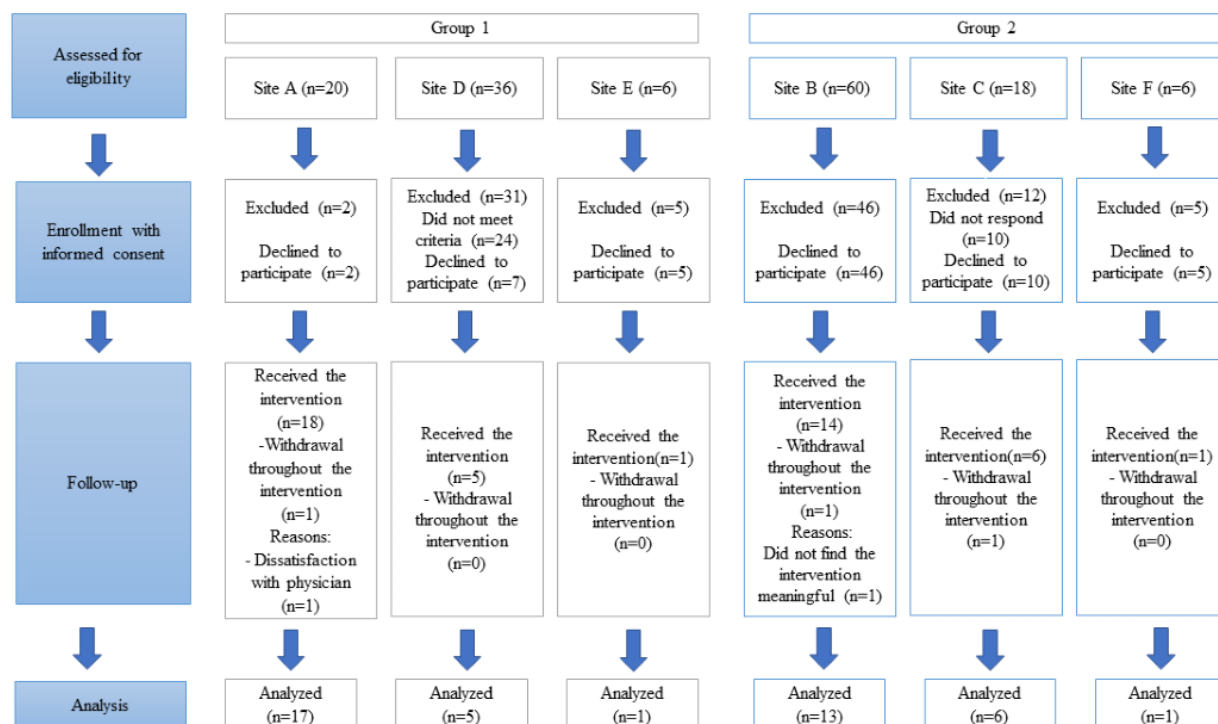 Assessed for
eligibility
Group 1
Group 2
Site A (n=20)
Site D (n=36)
Site E (n=6)
Site B (n=60)
Site C (n=18)
Site F (n=6)
Enrollment with
informed consent
Excluded (n=2)
Declined to
participate (n=2)
Excluded (n=31)
Did not meet
criteria (n=24)
Declined to
participate (n=7)
Excluded (n=5)
Declined to
participate (n=5)
Excluded (n=46)
Declined to
participate (n=46)
Excluded (n=12)
Did not respond
(n=10)
Declined to
participate (n=10)
Excluded (n=5)
Declined to
participate (n=5)
Follow-up
Received the
intervention
(n=18)
-Withdrawal
throughout the
intervention
(n=1)
Reasons:
- Dissatisfaction
with physician
(n=1)
Received the
intervention
(n=5)
- Withdrawal
throughout the
intervention
(n=0)
Received the
intervention(n=1)
- Withdrawal
throughout the
intervention
(n=0)
Received the
intervention
(n=14)
- Withdrawal
throughout the
intervention
(n=1)
Reasons:
Did not find the
intervention
meaningful (n=1)
Received the
intervention(n=6)
- Withdrawal
throughout the
intervention
(n=1)
Received the
intervention(n=1)
- Withdrawal
throughout the
intervention
(n=0)
Analysis
Analyzed
(n=17)
Analyzed
(n=5)
Analyzed
(n=1)
Analyzed
(n=13)
Analyzed
(n=6)
Analyzed
(n=1)